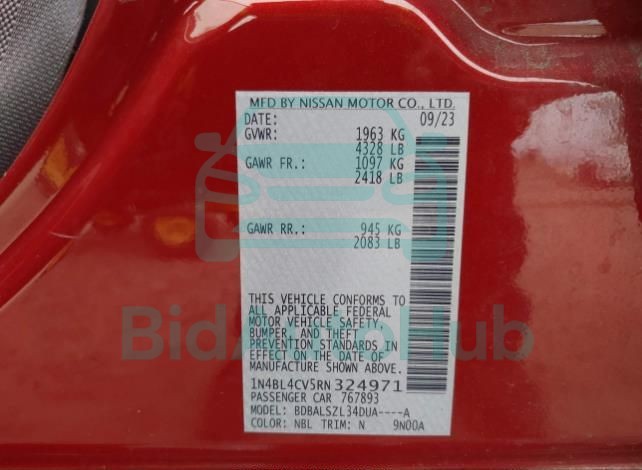 MFD BY NISSAN MOTOR CO., LTD.
DATE: 09/23
GVWR: 1963 KG
4328 LB
GAWR FR.: 1097 KG
2418 LB
GAWR RR.: 945 KG
2083 LB
THIS VEHICLE CONFORMS TO
ALL APPLICABLE FEDERAL
MOTOR VEHICLE SAFETY,
BUMPER, AND THEFT
PREVENTION STANDARDS IN
EFFECT ON THE DATE OF
MANUFACTURE SHOWN ABOVE.
1N4BL4CV5RN324971
PASSENGER CAR 767893
MODEL: BDBALSZL34DUA----A
COLOR: NBL TRIM: N 9N00A
BidAutoHub